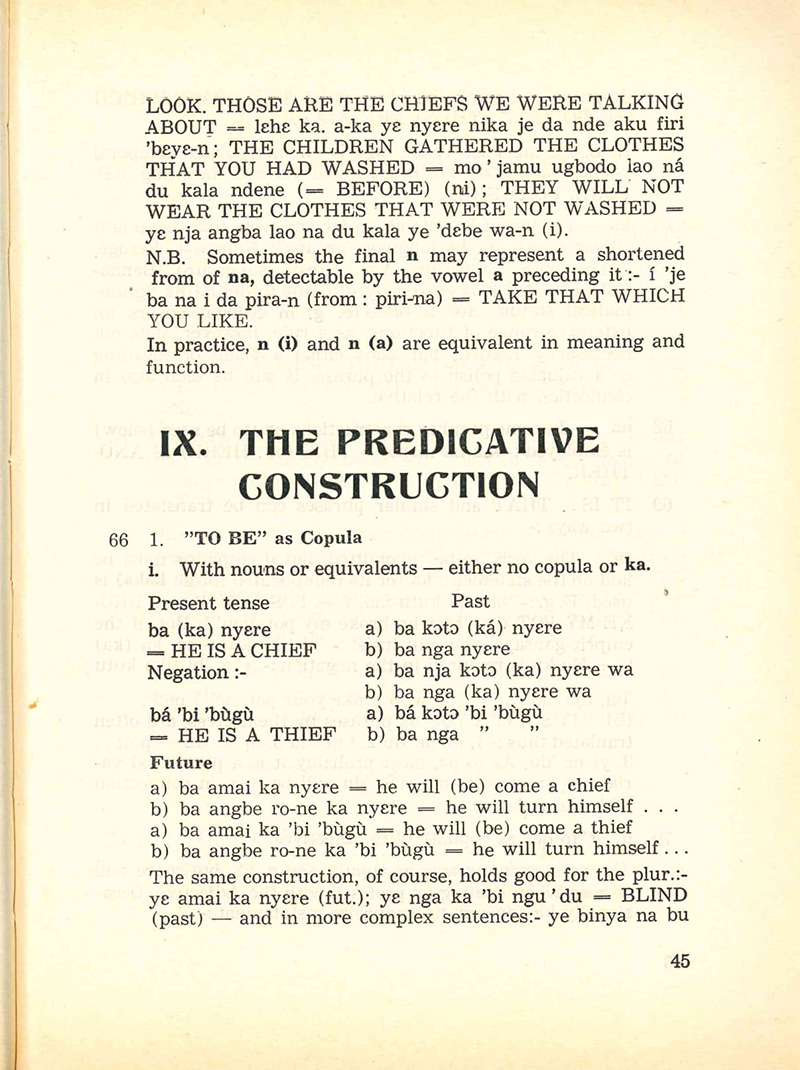 LOOK. THOSE ARE THE CHIEFS WE WERE TALKING
ABOUT = lɛhɛ ka. a-ka yɛ nyɛre nika je da nde aku firi
'bɛyɛ-n; THE CHILDREN GATHERED THE CLOTHES
THAT YOU HAD WASHED = mo'jamu ugbodo lao ná
du kala ndene (= BEFORE) (ni); THEY WILL NOT
WEAR THE CLOTHES THAT WERE NOT WASHED =
yɛ nja angba lao na du kala ye 'dɛbe wa-n (i).
N.B. Sometimes the final n may represent a shortened
from of na, detectable by the vowel a preceding it:- í 'je
ba na i da pira-n (from: piri-na) = TAKE THAT WHICH
YOU LIKE.
In practice, n (i) and n (a) are equivalent in meaning and
function.
IX. THE PREDICATIVE
CONSTRUCTION
66 1. "TO BE" as Copula
i. With nouns or equivalents — either no copula or ka.
Present tense Past
ba (ka) nyɛre a) ba kɔtɔ (ká) nyɛre
= HE IS A CHIEF b) ba nga nyɛre
Negation :- a) ba nja kɔtɔ (ka) nyɛre wa
b) ba nga (ka) nyɛre wa
bá 'bi 'bùgù a) bá kɔtɔ 'bi 'bùgù
= HE IS A THIEF b) ba nga " "
Future
a) ba amai ka nyɛre = he will (be) come a chief
b) ba angbe ro-ne ka nyɛre = he will turn himself . . .
a) ba amai ka 'bi 'bùgù = he will (be) come a thief
b) ba angbe ro-ne ka 'bi 'bùgù = he will turn himself . . .
The same construction, of course, holds good for the plur.:-
yɛ amai ka nyɛre (fut.); yɛ nga ka 'bi ngu'du = BLIND
(past) — and in more complex sentences:- ye binya na bu
45